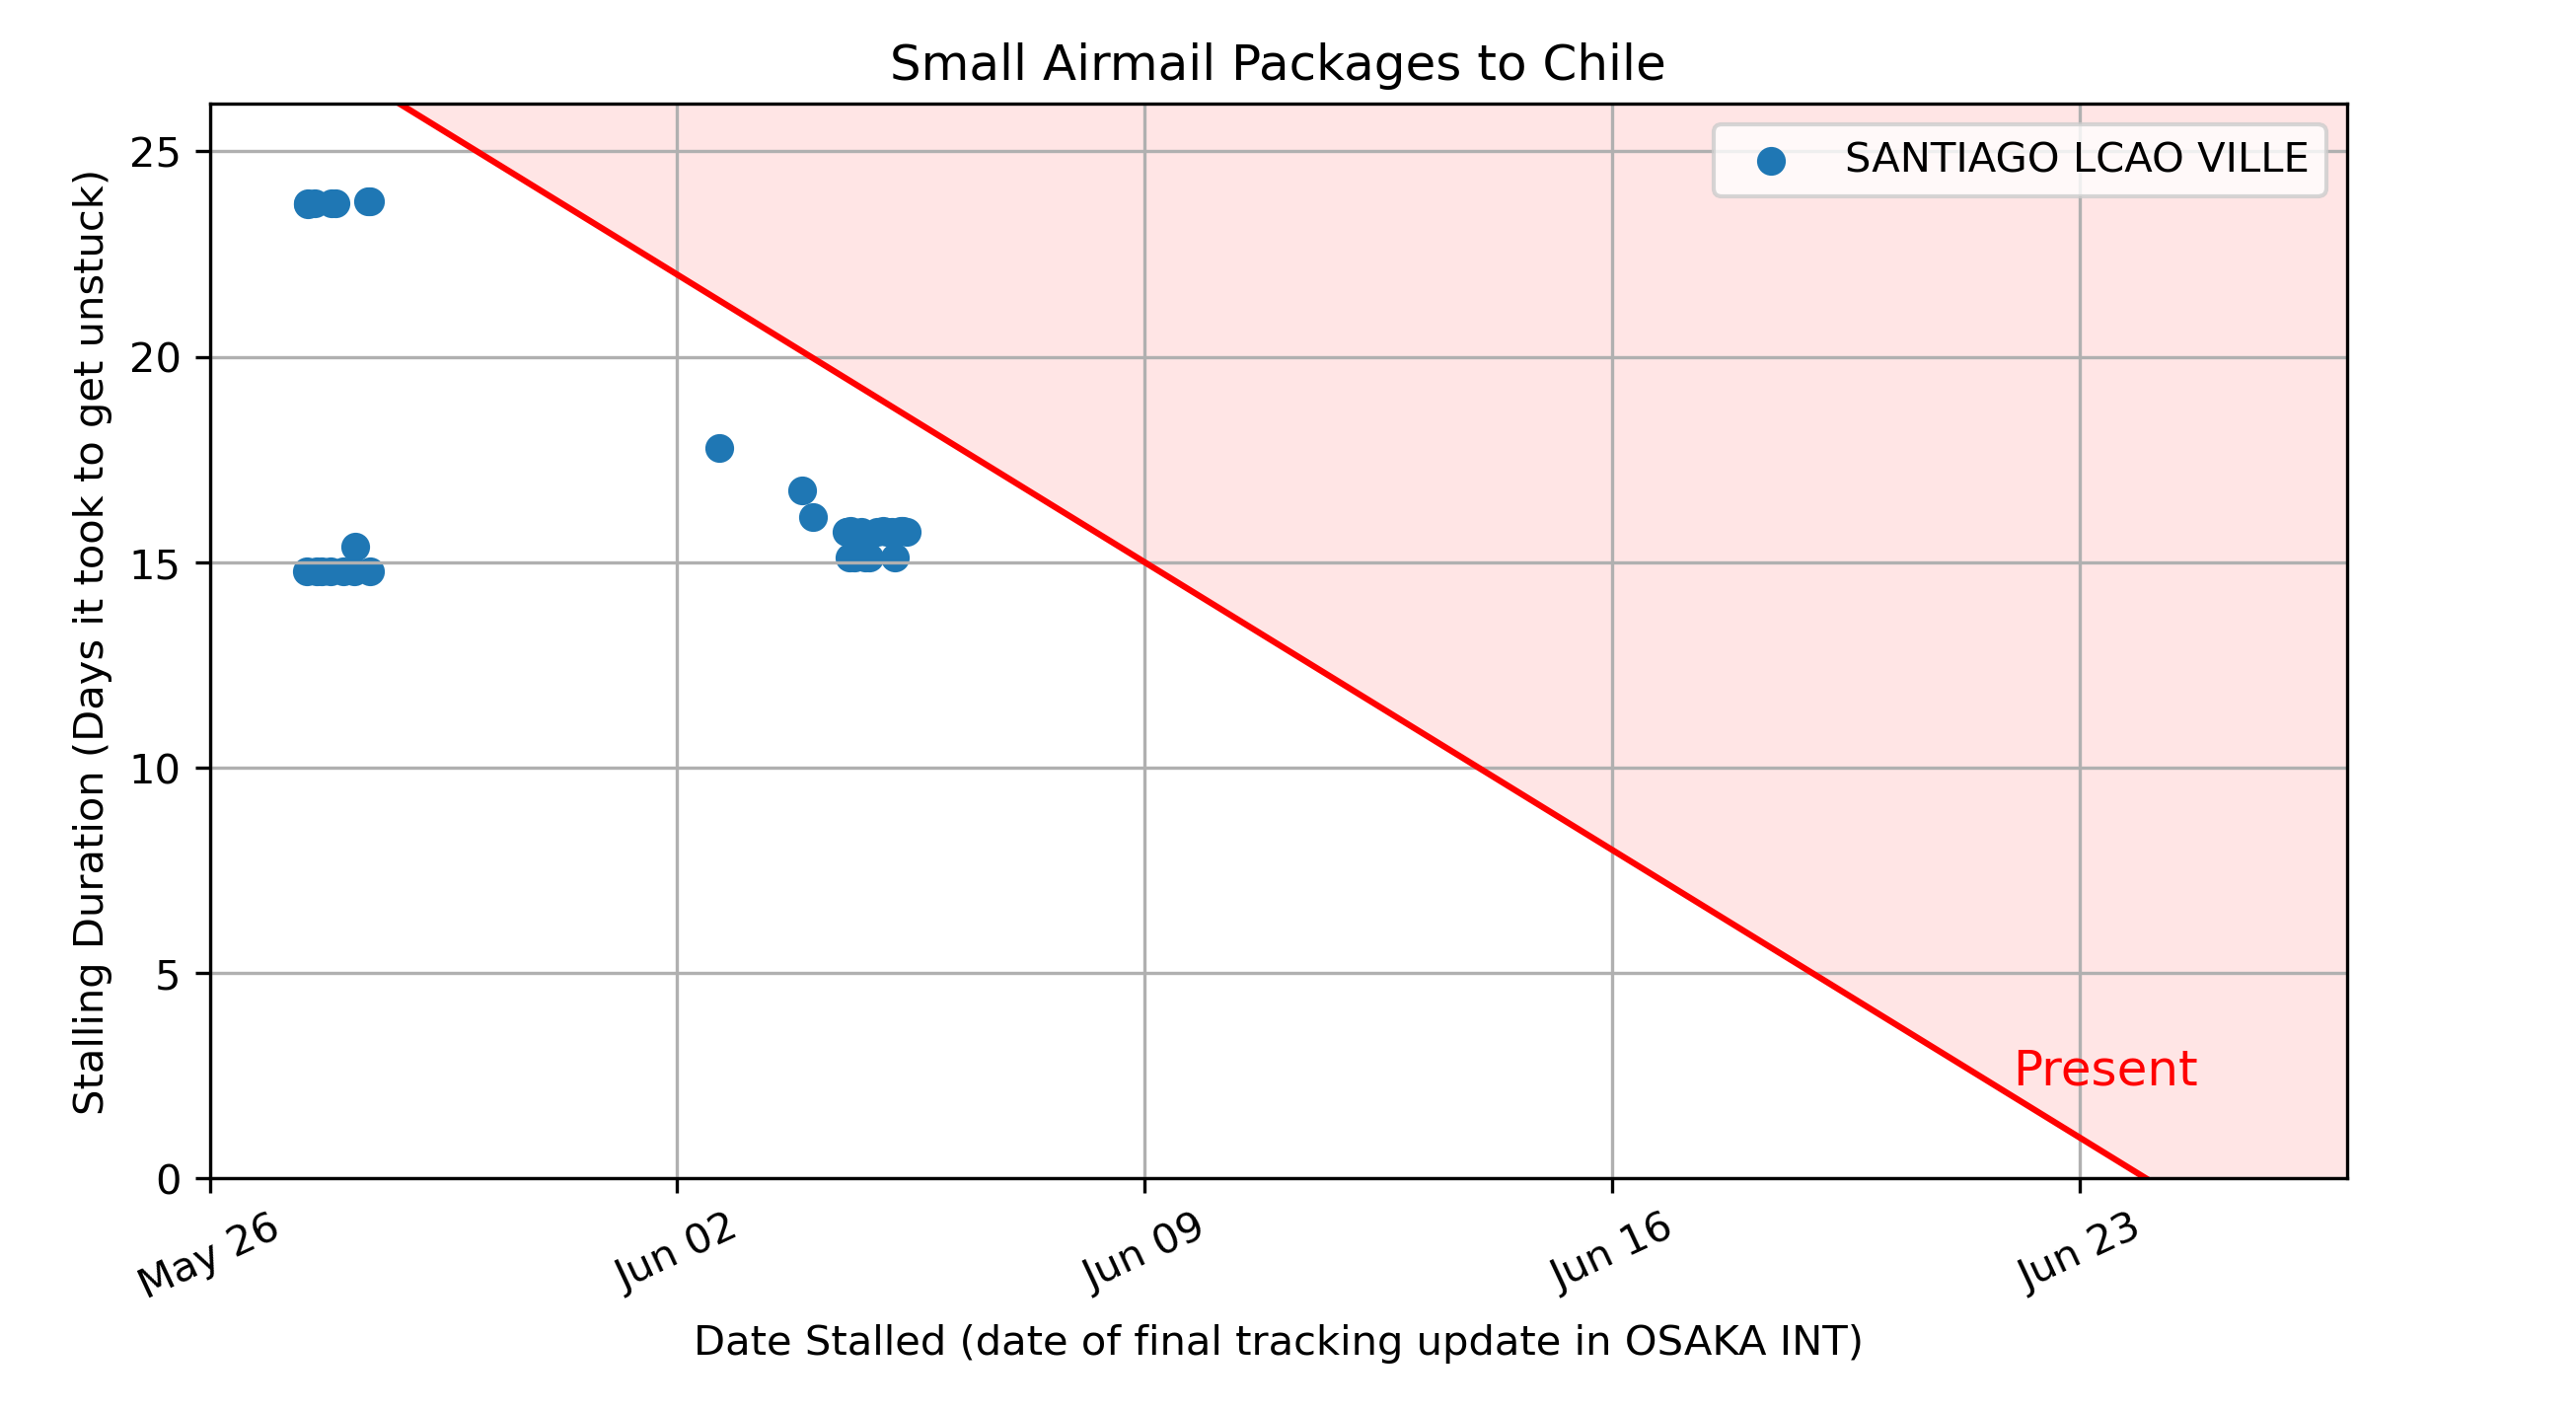 Small Airmail Packages to Chile
SANTIAGO LCAO VILLE
25
20
15
10
5
0
Stalling Duration (Days it took to get unstuck)
Present
May 26
Jun 02
Jun 09
Jun 16
Jun 23
Date Stalled (date of final tracking update in OSAKA INT)